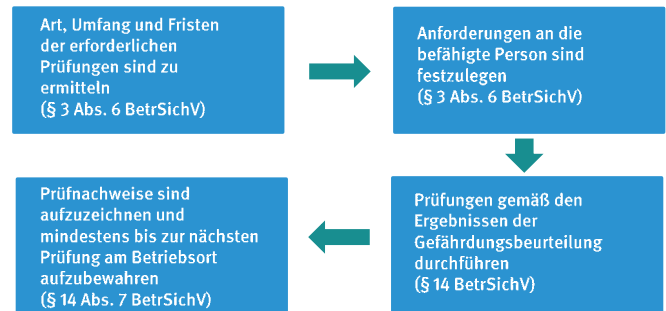 Art, Umfang und Fristen
der erforderlichen
Prüfungen sind zu
ermitteln
(§ 3 Abs. 6 BetrSichV)
Anforderungen an die
befähigte Person sind
festzulegen
(§ 3 Abs. 6 BetrSichV)
Prüfungen gemäß den
Ergebnissen der
Gefährdungsbeurteilung
durchführen
(§ 14 BetrSichV)
Prüfnachweise sind
aufzuzeichnen und
mindestens bis zur nächsten
Prüfung am Betriebsort
aufzubewahren
(§ 14 Abs. 7 BetrSichV)